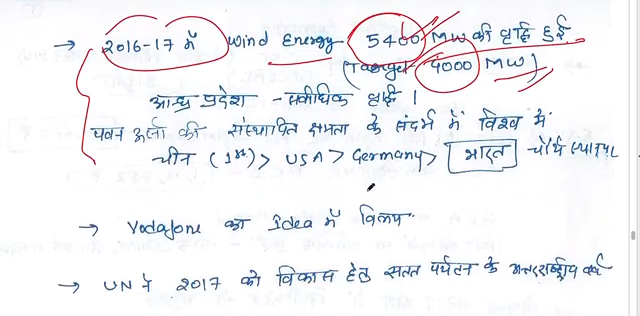 → 2016-17 में Wind Energy 5400 MW की वृद्धि हुई
(Target 4000 MW)
आन्ध्र प्रदेश सर्वाधिक वृद्धि ।
पवन ऊर्जा की संस्थापित क्षमता के संदर्भ में विश्व में
चीन (1st) > USA > Germany > भारत चौथे स्थान पर
→ Vodafone का Idea में विलय
→ UN ने 2017 को विकास हेतु सतत पर्यटन के अन्तर्राष्ट्रीय वर्ष